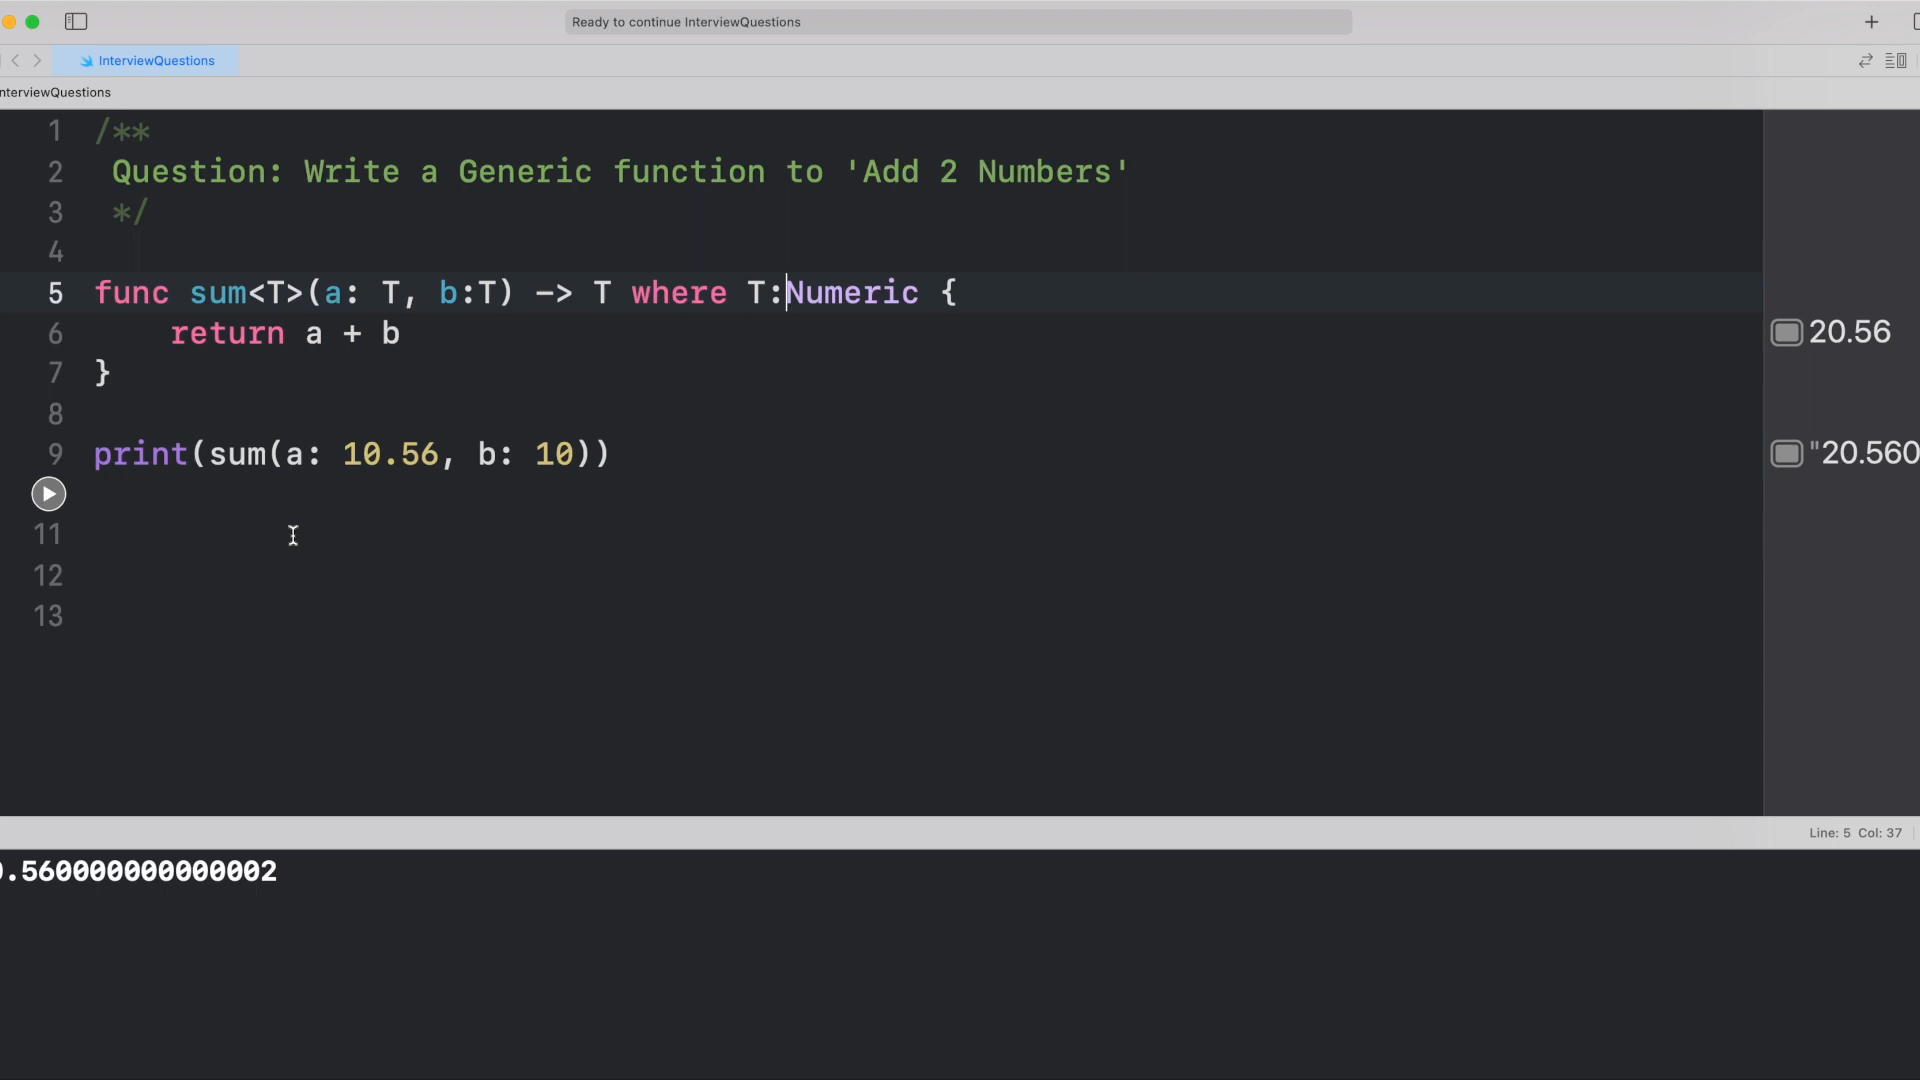 Ready to continue InterviewQuestions
InterviewQuestions
nterviewQuestions
1 /**
2 Question: Write a Generic function to 'Add 2 Numbers'
3 */
4
5 func sum<T>(a: T, b:T) -> T where T:Numeric {
6 return a + b
20.56
7 }
8
9 print(sum(a: 10.56, b: 10))
"20.560
11
12
13
Line: 5 Col: 37
.560000000000002